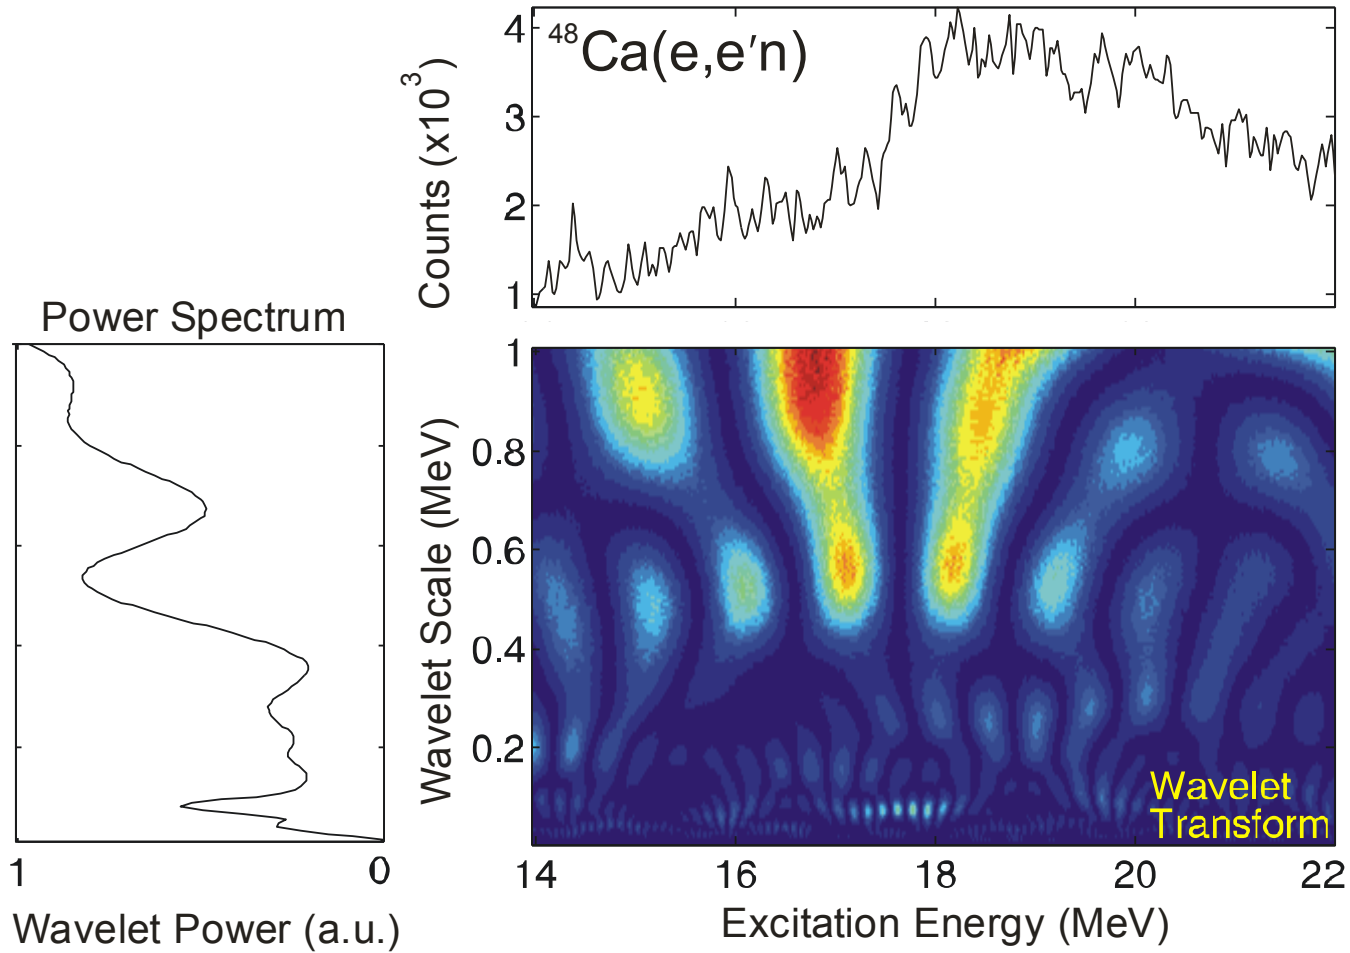 ⁴⁸Ca(e,e′n)
4
3
2
1
Counts (x10³)
Power Spectrum
1
0
Wavelet Power (a.u.)
1
0.8
0.6
0.4
0.2
Wavelet Scale (MeV)
Wavelet
Transform
14
16
18
20
22
Excitation Energy (MeV)